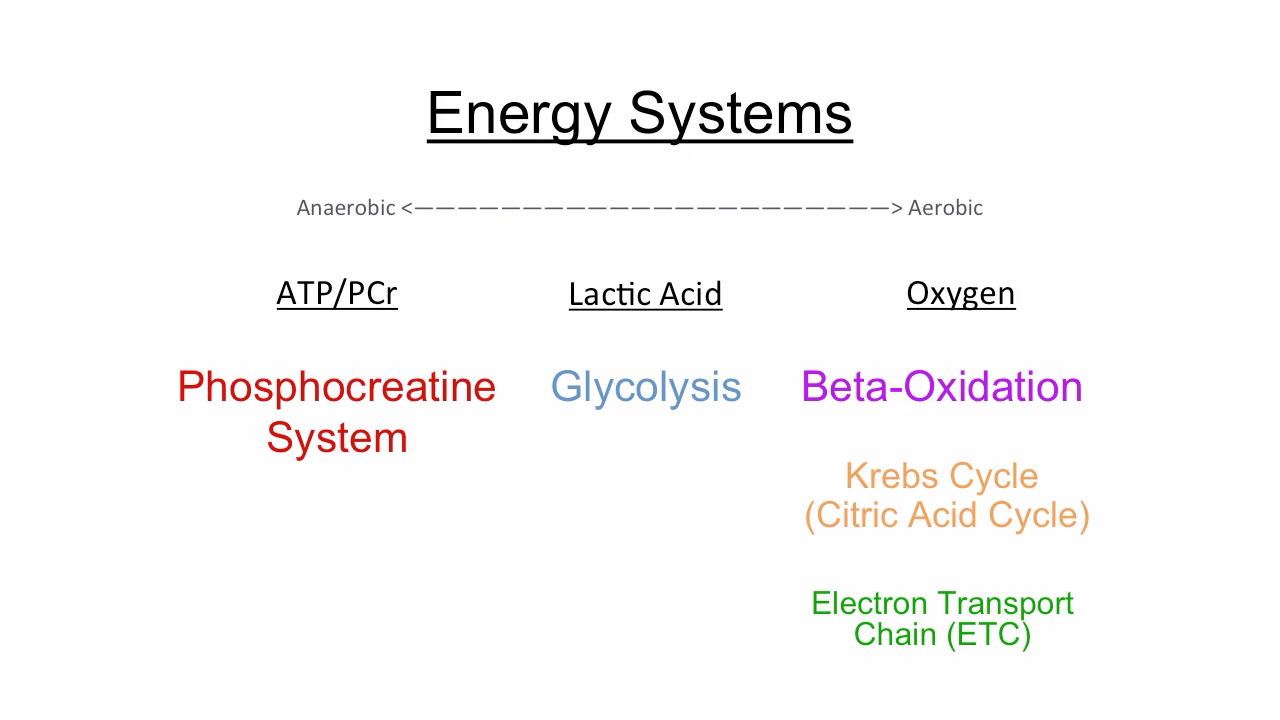 Energy Systems
Anaerobic <——————————————————————> Aerobic
ATP/PCr
Lactic Acid
Oxygen
Phosphocreatine
System
Glycolysis
Beta-Oxidation
Krebs Cycle
(Citric Acid Cycle)
Electron Transport
Chain (ETC)